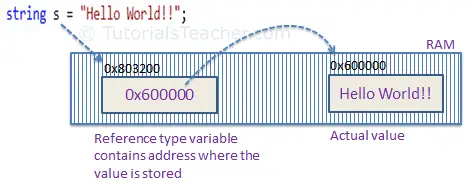 string s = "Hello World!!";
© TutorialsTeacher.com
RAM
0x803200
0x600000
0x600000
Hello World!!
Reference type variable
contains address where the
value is stored
Actual value